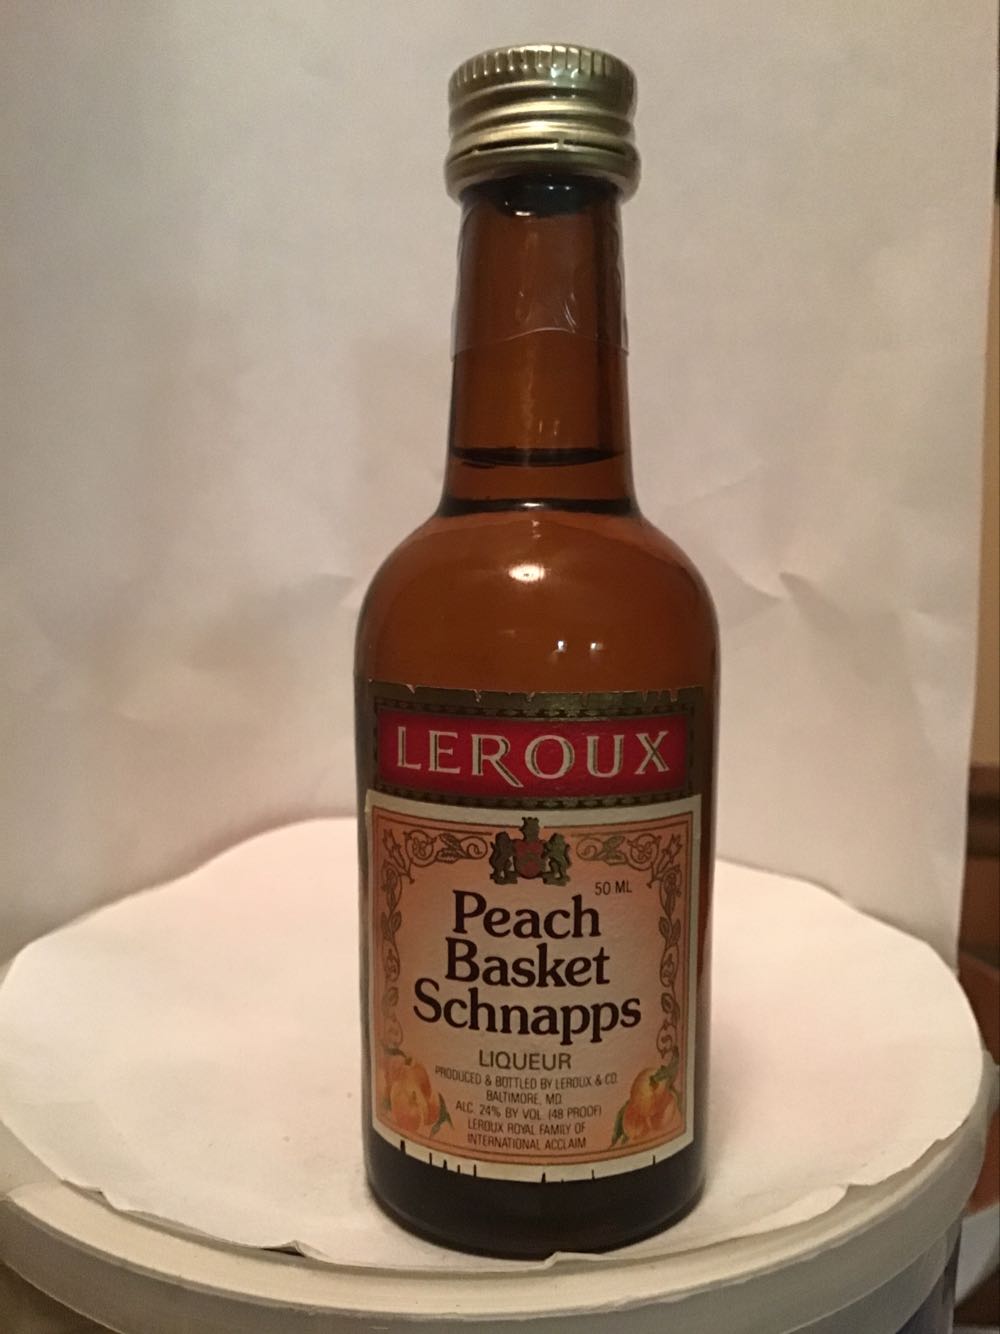 LEROUX
50 ML
Peach
Basket
Schnapps
LIQUEUR
PRODUCED & BOTTLED BY LEROUX & CO.
BALTIMORE, MD.
ALC. 24% BY VOL. (48 PROOF)
LEROUX ROYAL FAMILY OF
INTERNATIONAL ACCLAIM